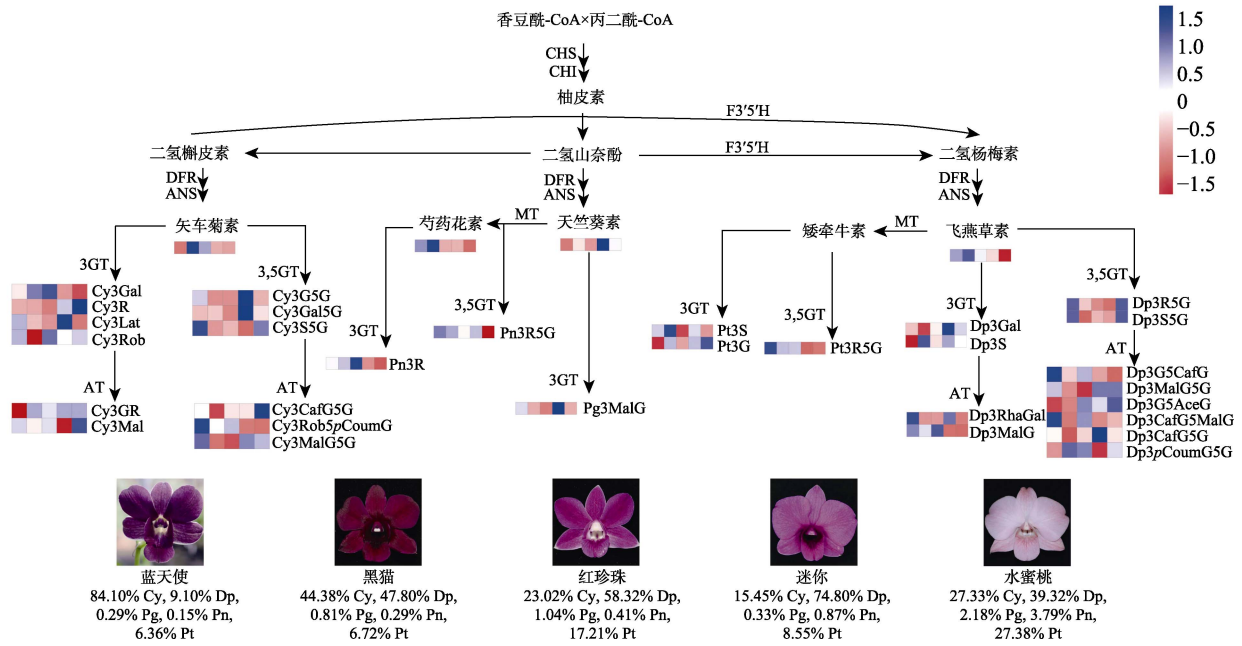 香豆酰-CoA×丙二酰-CoA
CHS
CHI
柚皮素
F3′5′H
二氢槲皮素
二氢山奈酚
F3′5′H
二氢杨梅素
DFR
ANS
DFR
ANS
DFR
ANS
矢车菊素
芍药花素
MT
天竺葵素
矮牵牛素
MT
飞燕草素
3GT
Cy3Gal
Cy3R
Cy3Lat
Cy3Rob
AT
Cy3GR
Cy3Mal
3,5GT
Cy3G5G
Cy3Gal5G
Cy3S5G
AT
Cy3CafG5G
Cy3Rob5pCoumG
Cy3MalG5G
3GT
Pn3R
3,5GT
Pn3R5G
3GT
Pg3MalG
3GT
Pt3S
Pt3G
3,5GT
Pt3R5G
3GT
Dp3Gal
Dp3S
AT
Dp3RhaGal
Dp3MalG
3,5GT
Dp3R5G
Dp3S5G
AT
Dp3G5CafG
Dp3MalG5G
Dp3G5AceG
Dp3CafG5MalG
Dp3CafG5G
Dp3pCoumG5G
1.5
1.0
0.5
0
−0.5
−1.0
−1.5
蓝天使
84.10% Cy, 9.10% Dp,
0.29% Pg, 0.15% Pn,
6.36% Pt
黑猫
44.38% Cy, 47.80% Dp,
0.81% Pg, 0.29% Pn,
6.72% Pt
红珍珠
23.02% Cy, 58.32% Dp,
1.04% Pg, 0.41% Pn,
17.21% Pt
迷你
15.45% Cy, 74.80% Dp,
0.33% Pg, 0.87% Pn,
8.55% Pt
水蜜桃
27.33% Cy, 39.32% Dp,
2.18% Pg, 3.79% Pn,
27.38% Pt